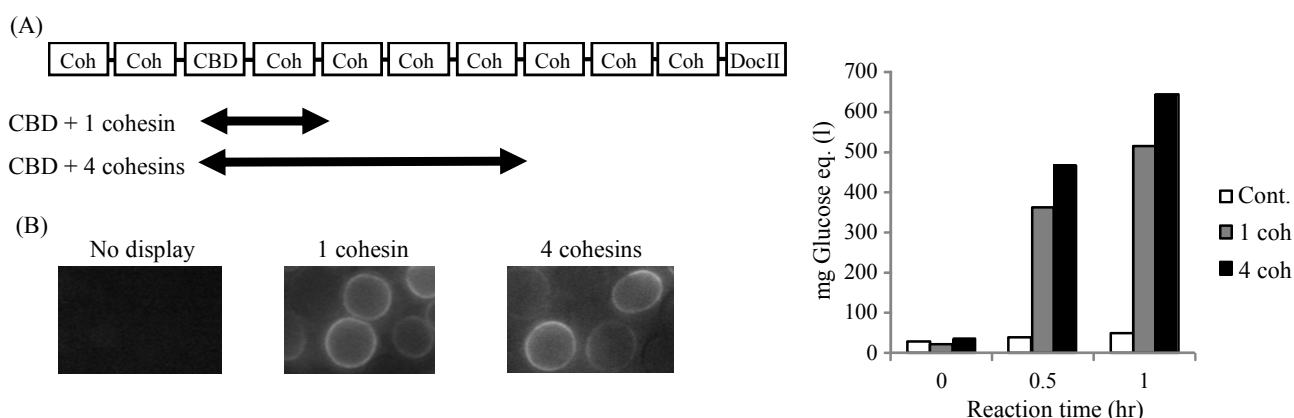 (A)
Coh Coh CBD Coh Coh Coh Coh Coh Coh Coh DocII
CBD + 1 cohesin
CBD + 4 cohesins
(B)
No display 1 cohesin 4 cohesins
mg Glucose eq. (l)
700
600
500
400
300
200
100
0
0 0.5 1
Reaction time (hr)
Cont.
1 coh
4 coh